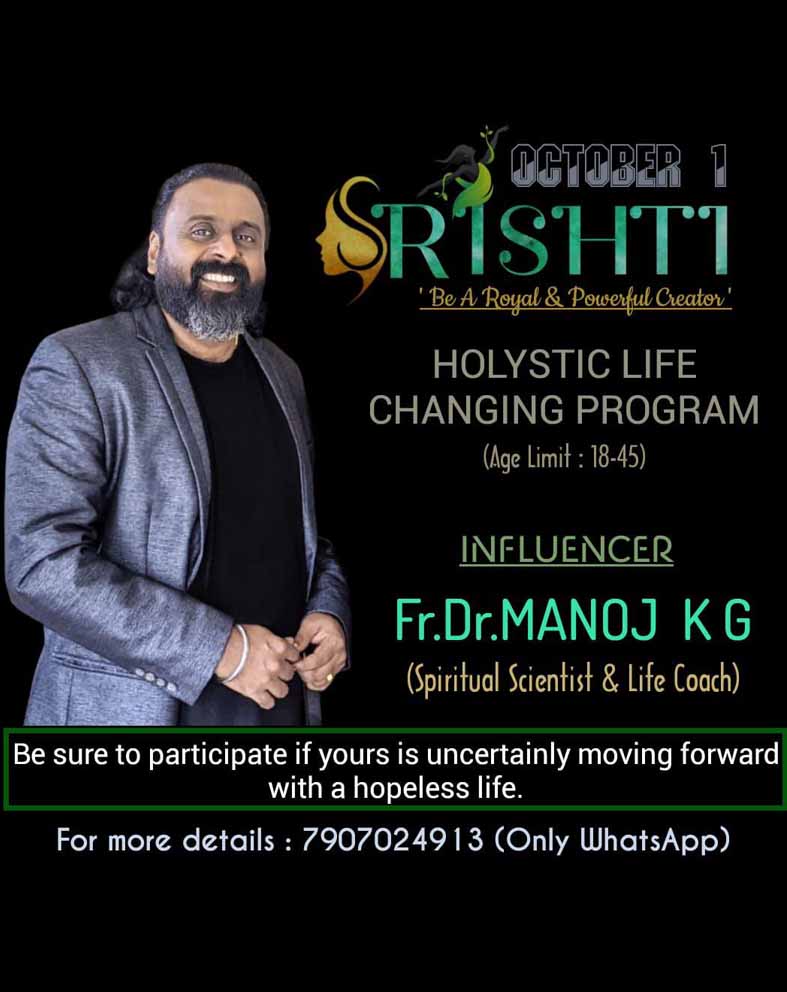 OCTOBER 1
SRISHTI
' Be A Royal & Powerful Creator '
HOLYSTIC LIFE
CHANGING PROGRAM
(Age Limit : 18-45)
INFLUENCER
Fr.Dr.MANOJ K G
(Spiritual Scientist & Life Coach)
Be sure to participate if yours is uncertainly moving forward
with a hopeless life.
For more details : 7907024913 (Only WhatsApp)